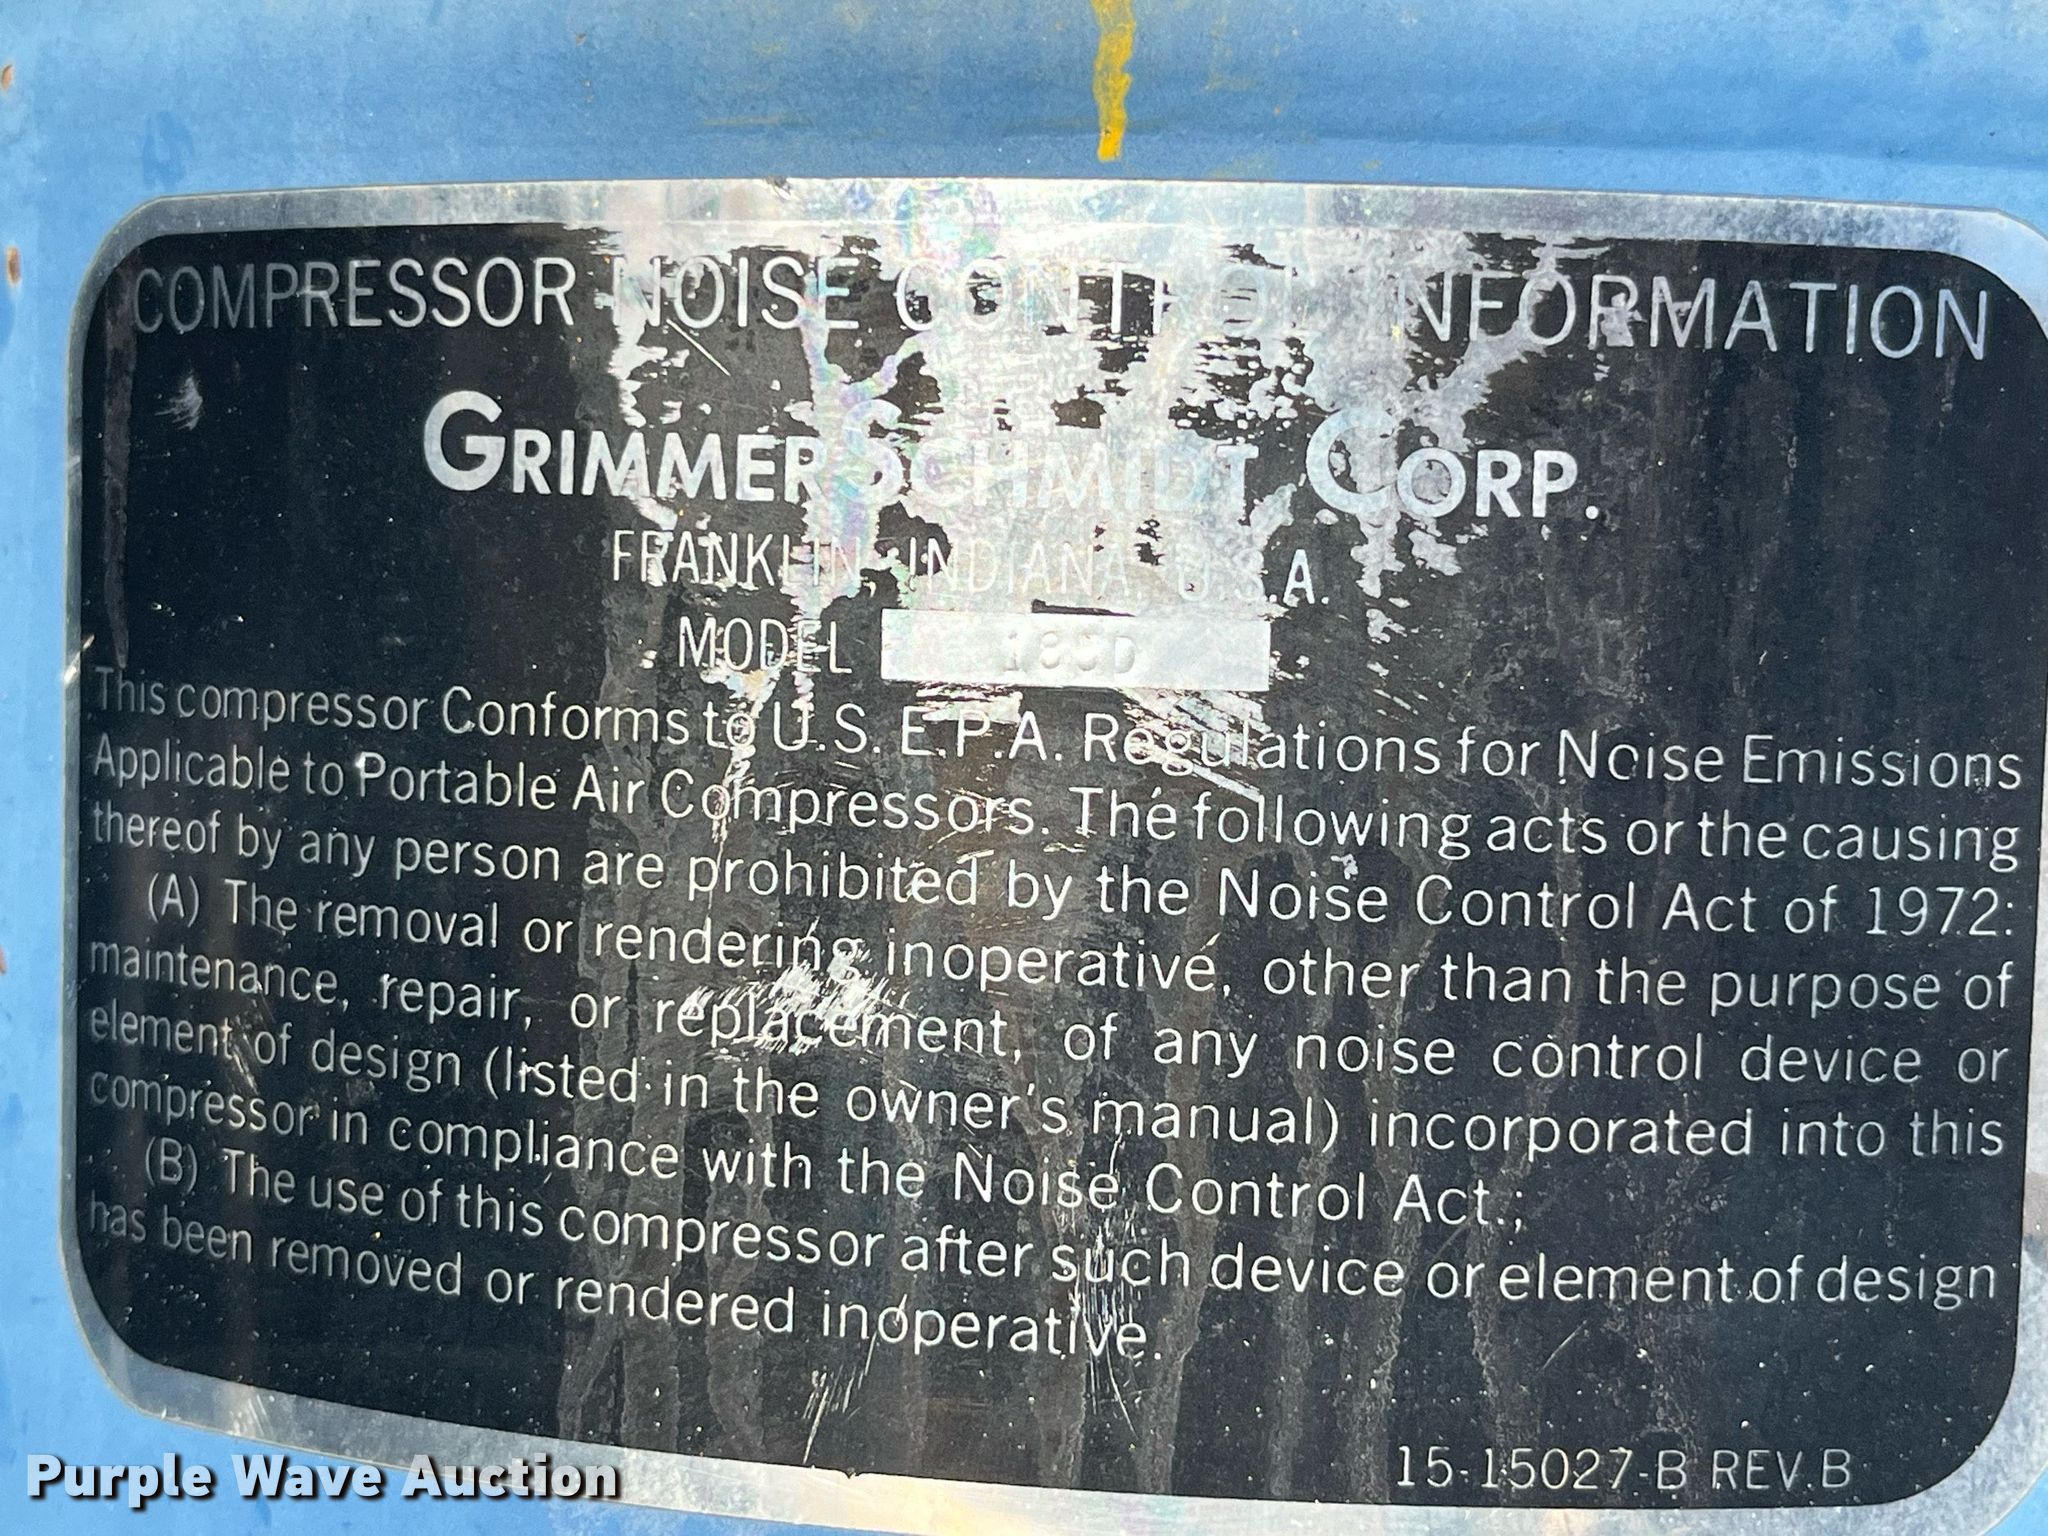 COMPRESSOR NOISE CONTROL INFORMATION
GRIMMER SCHMIDT CORP.
FRANKLIN, INDIANA. U.S.A.
MODEL 185D
This compressor Conforms to U.S. E.P.A. Regulations for Noise Emissions
Applicable to Portable Air Compressors. The following acts or the causing
thereof by any person are prohibited by the Noise Control Act of 1972:
(A) The removal or rendering inoperative, other than the purpose of
maintenance, repair, or replacement, of any noise control device or
element of design (listed in the owner's manual) incorporated into this
compressor in compliance with the Noise Control Act.;
(B) The use of this compressor after such device or element of design
has been removed or rendered inoperative.
15-15027-B REV.B
Purple Wave Auction